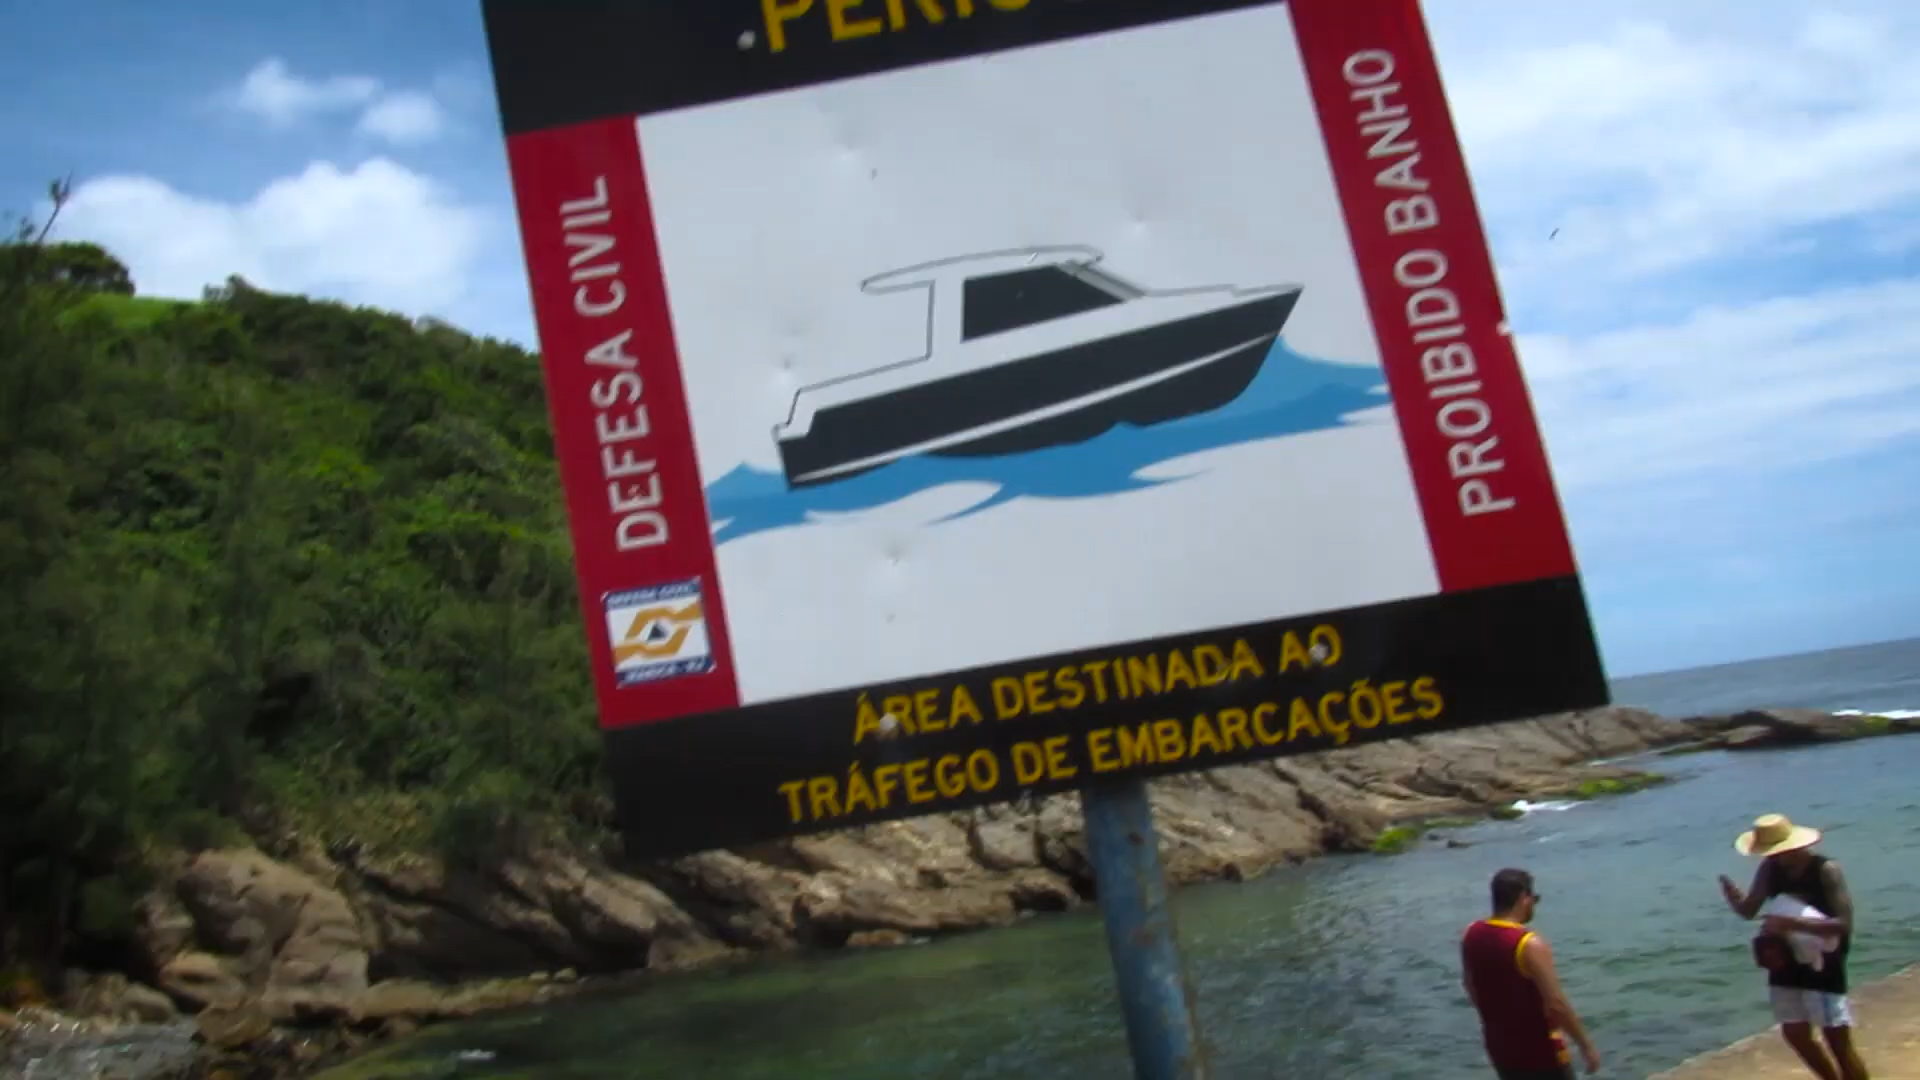 DEFESA CIVIL
PROIBIDO BANHO
ÁREA DESTINADA AO
TRÁFEGO DE EMBARCAÇÕES